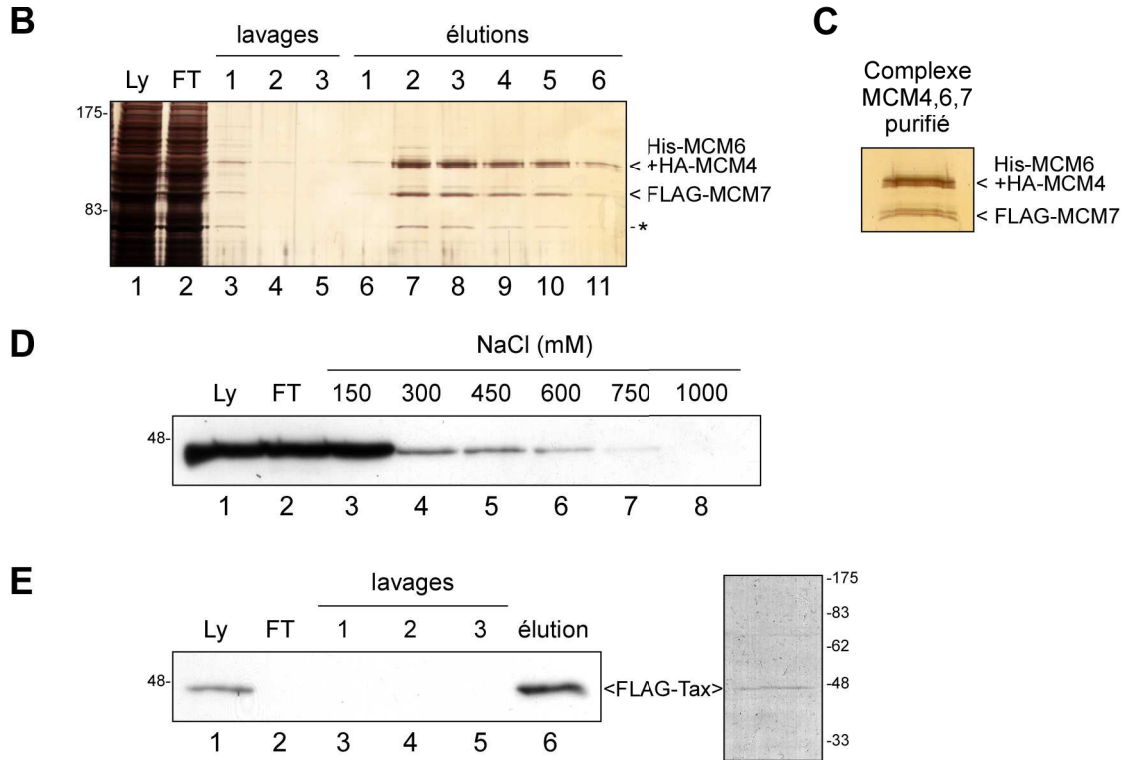 B
lavages élutions
Ly FT 1 2 3 1 2 3 4 5 6
175-
His-MCM6
< +HA-MCM4
< FLAG-MCM7
83-
-*
1 2 3 4 5 6 7 8 9 10 11
C
Complexe
MCM4,6,7
purifié
His-MCM6
< +HA-MCM4
< FLAG-MCM7
D
NaCl (mM)
Ly FT 150 300 450 600 750 1000
48-
1 2 3 4 5 6 7 8
E
lavages
Ly FT 1 2 3 élution
48-
<FLAG-Tax>
1 2 3 4 5 6
-175
-83
-62
-48
-33